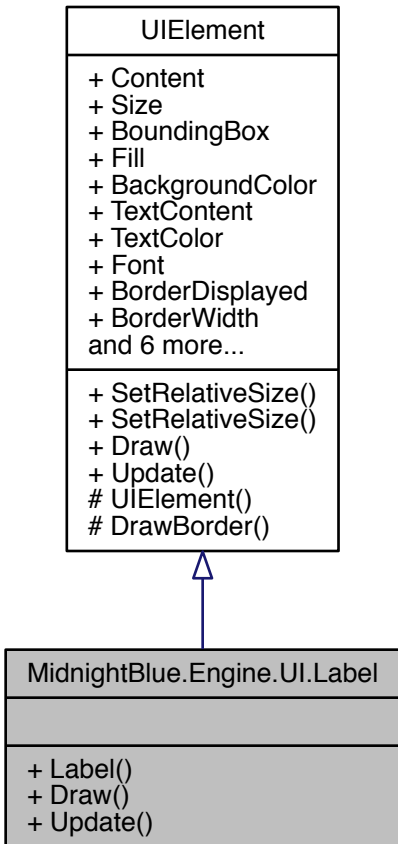 UIElement
+ Content
+ Size
+ BoundingBox
+ Fill
+ BackgroundColor
+ TextContent
+ TextColor
+ Font
+ BorderDisplayed
+ BorderWidth
and 6 more...
+ SetRelativeSize()
+ SetRelativeSize()
+ Draw()
+ Update()
# UIElement()
# DrawBorder()
MidnightBlue.Engine.UI.Label
+ Label()
+ Draw()
+ Update()